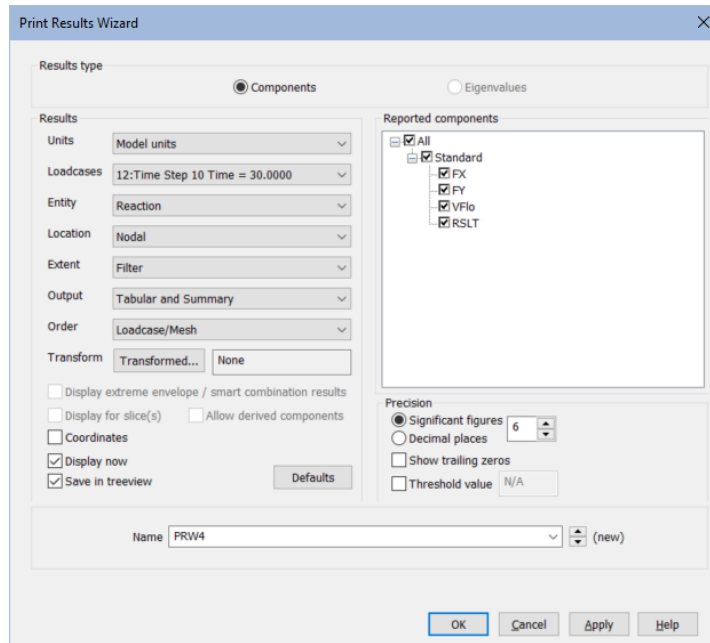 Print Results Wizard
Results type
Components
Eigenvalues
Results
Units
Model units
Loadcases
12:Time Step 10 Time = 30.0000
Entity
Reaction
Location
Nodal
Extent
Filter
Output
Tabular and Summary
Order
Loadcase/Mesh
Transform
Transformed...
None
Display extreme envelope / smart combination results
Display for slice(s)
Allow derived components
Coordinates
Display now
Save in treeview
Defaults
Reported components
All
Standard
FX
FY
VFlo
RSLT
Precision
Significant figures
6
Decimal places
Show trailing zeros
Threshold value
N/A
Name
PRW4
(new)
OK
Cancel
Apply
Help